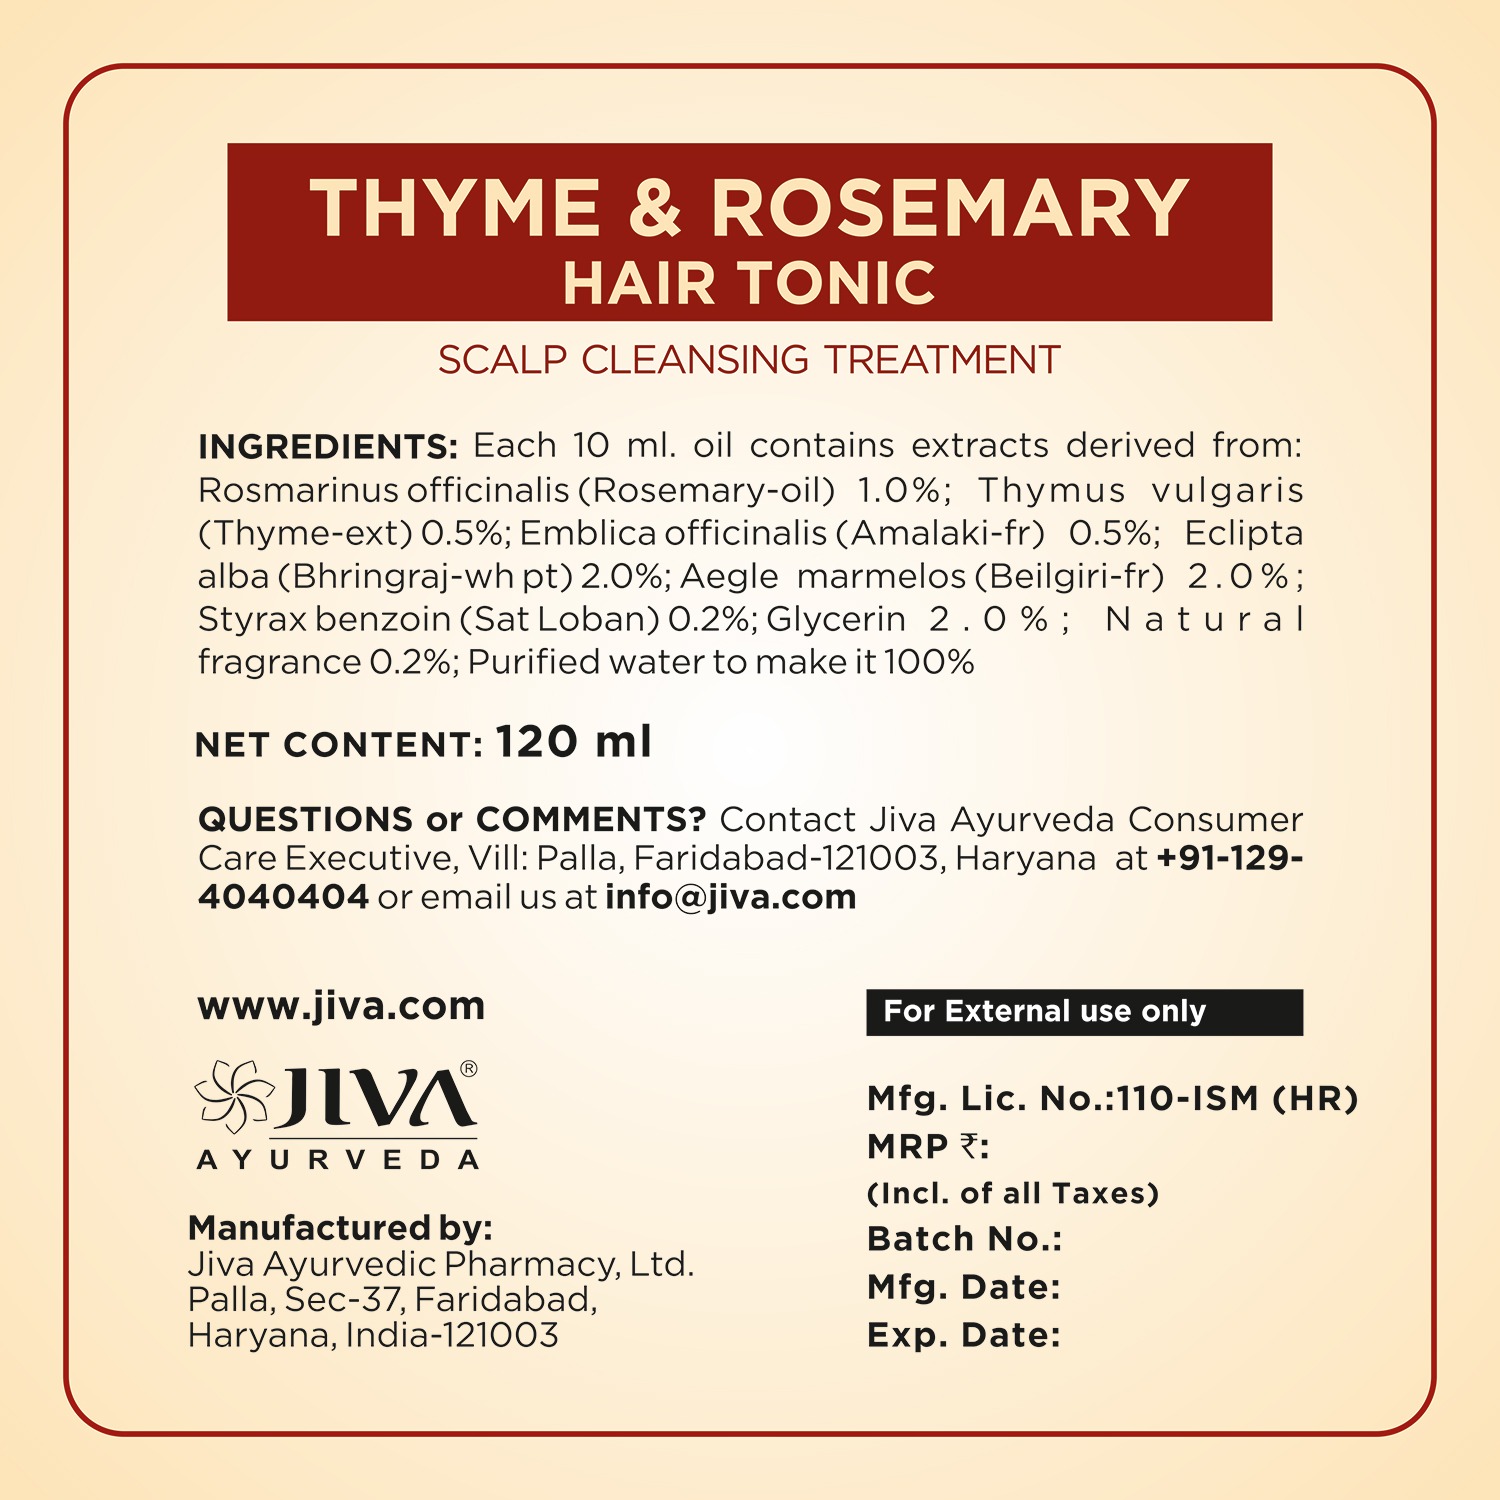 THYME & ROSEMARY
HAIR TONIC
SCALP CLEANSING TREATMENT
INGREDIENTS: Each 10 ml. oil contains extracts derived from:
Rosmarinus officinalis (Rosemary-oil) 1.0%; Thymus vulgaris
(Thyme-ext) 0.5%; Emblica officinalis (Amalaki-fr) 0.5%; Eclipta
alba (Bhringraj-wh pt) 2.0%; Aegle marmelos (Beilgiri-fr) 2.0%;
Styrax benzoin (Sat Loban) 0.2%; Glycerin 2.0%; Natural
fragrance 0.2%; Purified water to make it 100%
NET CONTENT: 120 ml
QUESTIONS or COMMENTS? Contact Jiva Ayurveda Consumer
Care Executive, Vill: Palla, Faridabad-121003, Haryana at +91-129-
4040404 or email us at info@jiva.com
www.jiva.com
JIVA®
AYURVEDA
Manufactured by:
Jiva Ayurvedic Pharmacy, Ltd.
Palla, Sec-37, Faridabad,
Haryana, India-121003
For External use only
Mfg. Lic. No.:110-ISM (HR)
MRP ₹:
(Incl. of all Taxes)
Batch No.:
Mfg. Date:
Exp. Date: